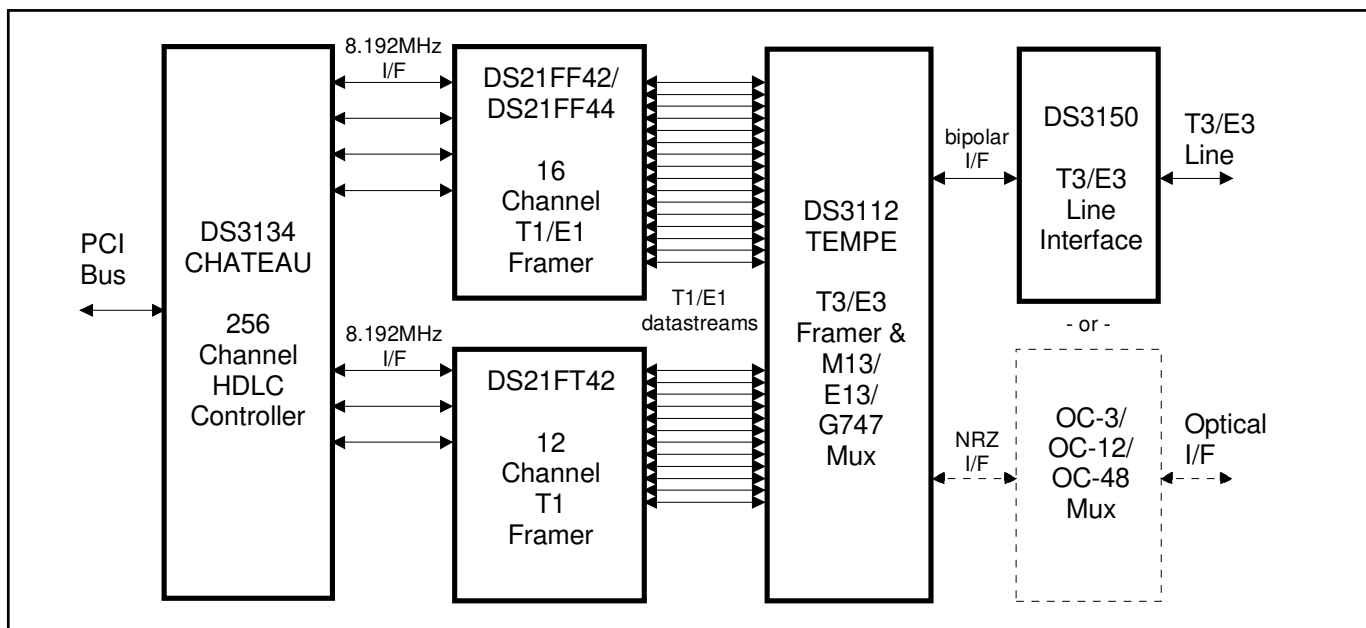 PCI
Bus
DS3134
CHATEAU
256
Channel
HDLC
Controller
8.192MHz
I/F
DS21FF42/
DS21FF44
16
Channel
T1/E1
Framer
8.192MHz
I/F
DS21FT42
12
Channel
T1
Framer
T1/E1
datastreams
DS3112
TEMPE
T3/E3
Framer &
M13/
E13/
G747
Mux
bipolar
I/F
DS3150
T3/E3
Line
Interface
T3/E3
Line
- or -
NRZ
I/F
OC-3/
OC-12/
OC-48
Mux
Optical
I/F